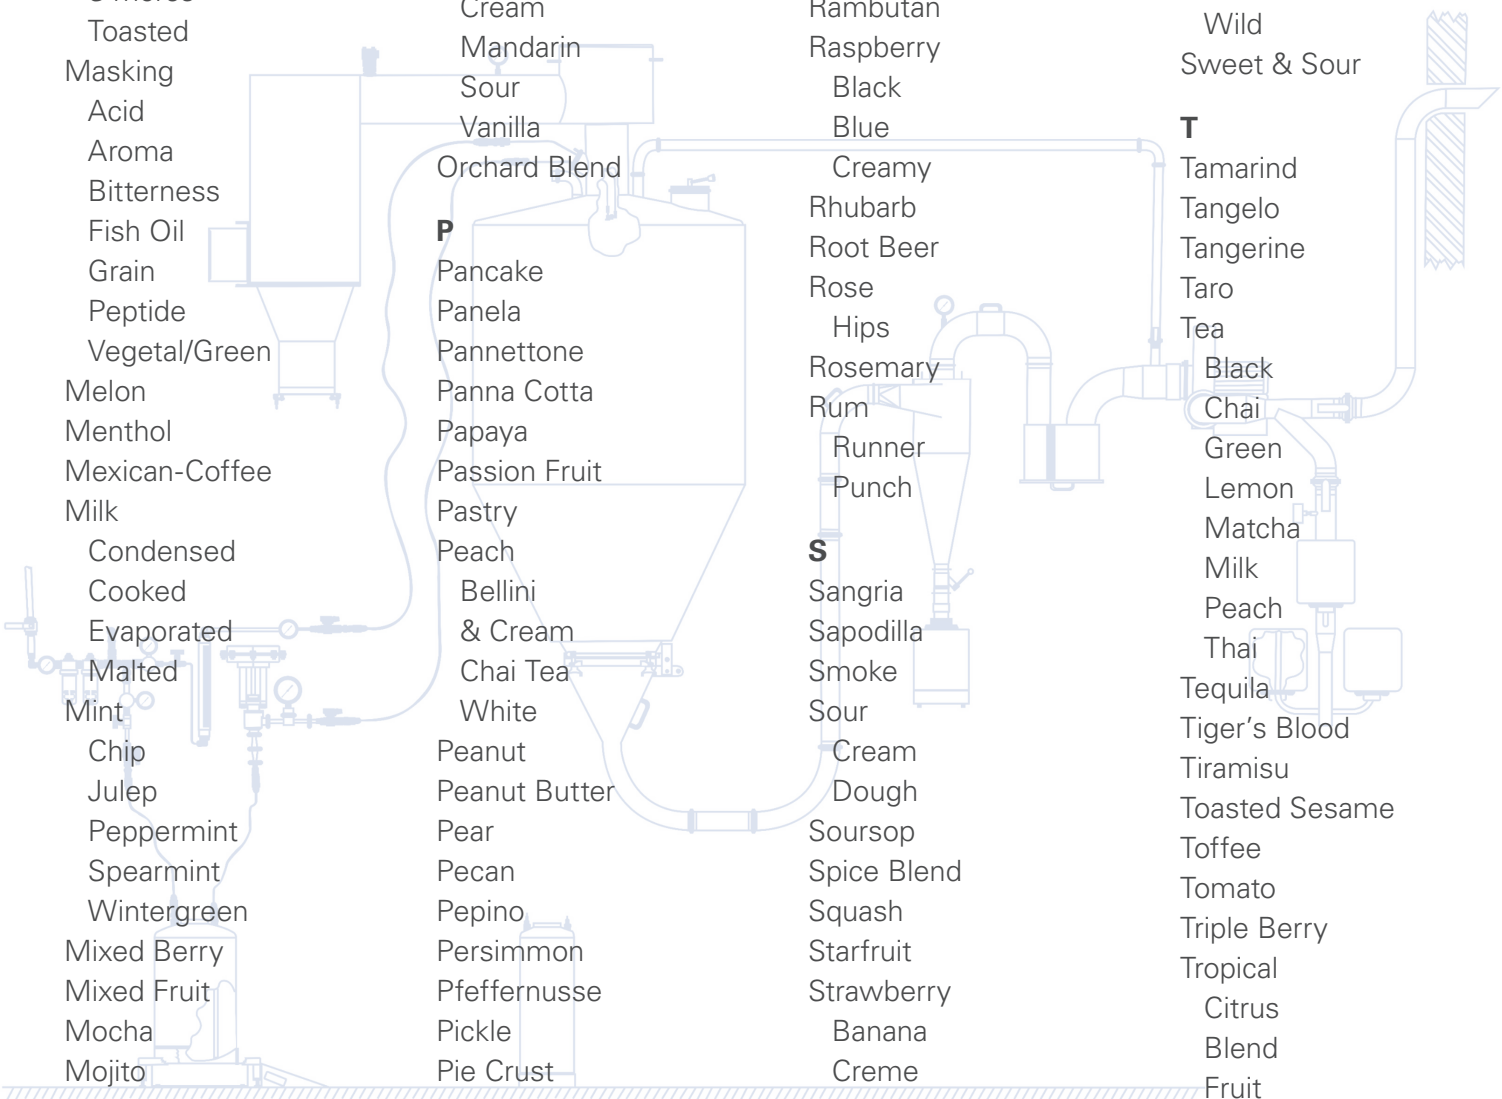 Toasted
Masking
Acid
Aroma
Bitterness
Fish Oil
Grain
Peptide
Vegetal/Green
Melon
Menthol
Mexican-Coffee
Milk
Condensed
Cooked
Evaporated
Malted
Mint
Chip
Julep
Peppermint
Spearmint
Wintergreen
Mixed Berry
Mixed Fruit
Mocha
Mojito
Cream
Mandarin
Sour
Vanilla
Orchard Blend
P
Pancake
Panela
Pannettone
Panna Cotta
Papaya
Passion Fruit
Pastry
Peach
Bellini
& Cream
Chai Tea
White
Peanut
Peanut Butter
Pear
Pecan
Pepino
Persimmon
Pfeffernusse
Pickle
Pie Crust
Rambutan
Raspberry
Black
Blue
Creamy
Rhubarb
Root Beer
Rose
Hips
Rosemary
Rum
Runner
Punch
S
Sangria
Sapodilla
Smoke
Sour
Cream
Dough
Soursop
Spice Blend
Squash
Starfruit
Strawberry
Banana
Creme
Wild
Sweet & Sour
T
Tamarind
Tangelo
Tangerine
Taro
Tea
Black
Chai
Green
Lemon
Matcha
Milk
Peach
Thai
Tequila
Tiger's Blood
Tiramisu
Toasted Sesame
Toffee
Tomato
Triple Berry
Tropical
Citrus
Blend
Fruit